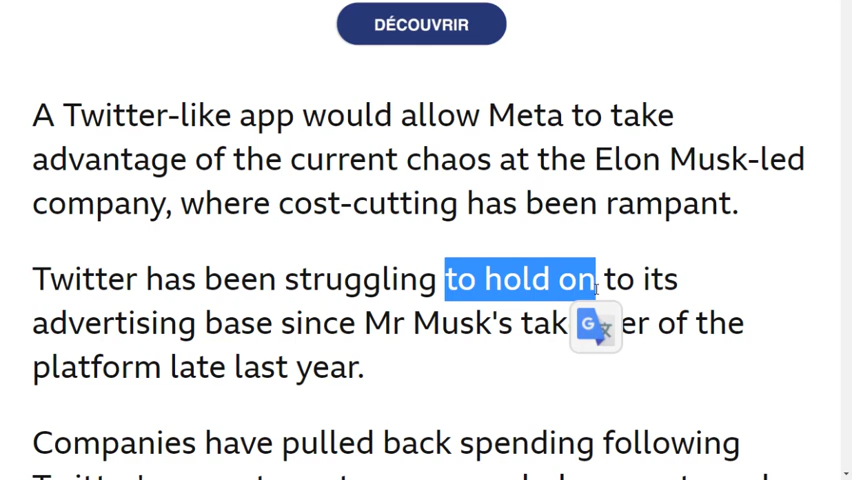 DÉCOUVRIR
A Twitter-like app would allow Meta to take
advantage of the current chaos at the Elon Musk-led
company, where cost-cutting has been rampant.
Twitter has been struggling to hold on to its
advertising base since Mr Musk's tak er of the
platform late last year.
Companies have pulled back spending following